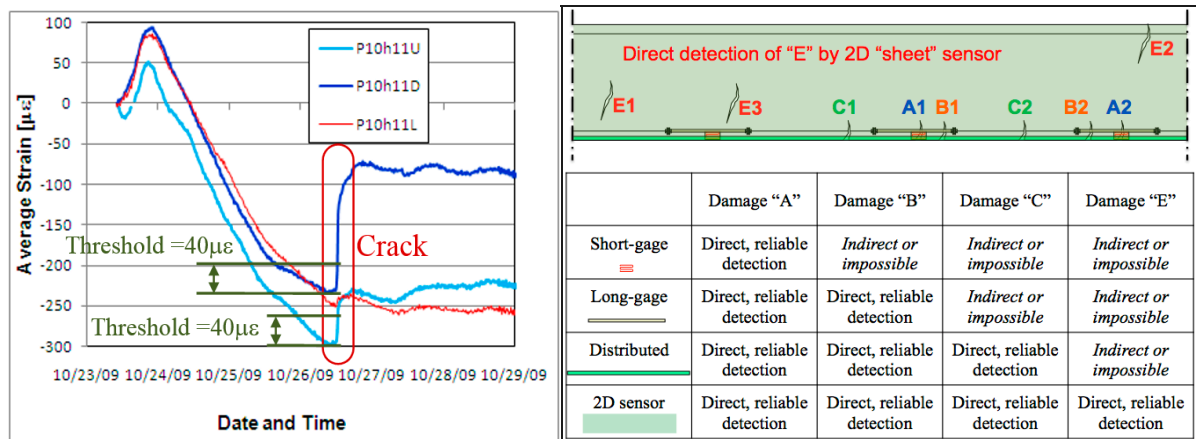 100
50
0
-50
-100
-150
-200
-250
-300
Average Strain [µε]
P10h11U
P10h11D
P10h11L
Threshold =40µε
Crack
Threshold =40µε
10/23/09 10/24/09 10/25/09 10/26/09 10/27/09 10/28/09 10/29/09
Date and Time
Direct detection of “E” by 2D “sheet” sensor
E2
E1 E3 C1 A1 B1 C2 B2 A2
Damage “A” Damage “B” Damage “C” Damage “E”
Short-gage
Direct, reliable detection
Indirect or impossible
Indirect or impossible
Indirect or impossible
Long-gage
Direct, reliable detection
Direct, reliable detection
Indirect or impossible
Indirect or impossible
Distributed
Direct, reliable detection
Direct, reliable detection
Direct, reliable detection
Indirect or impossible
2D sensor
Direct, reliable detection
Direct, reliable detection
Direct, reliable detection
Direct, reliable detection